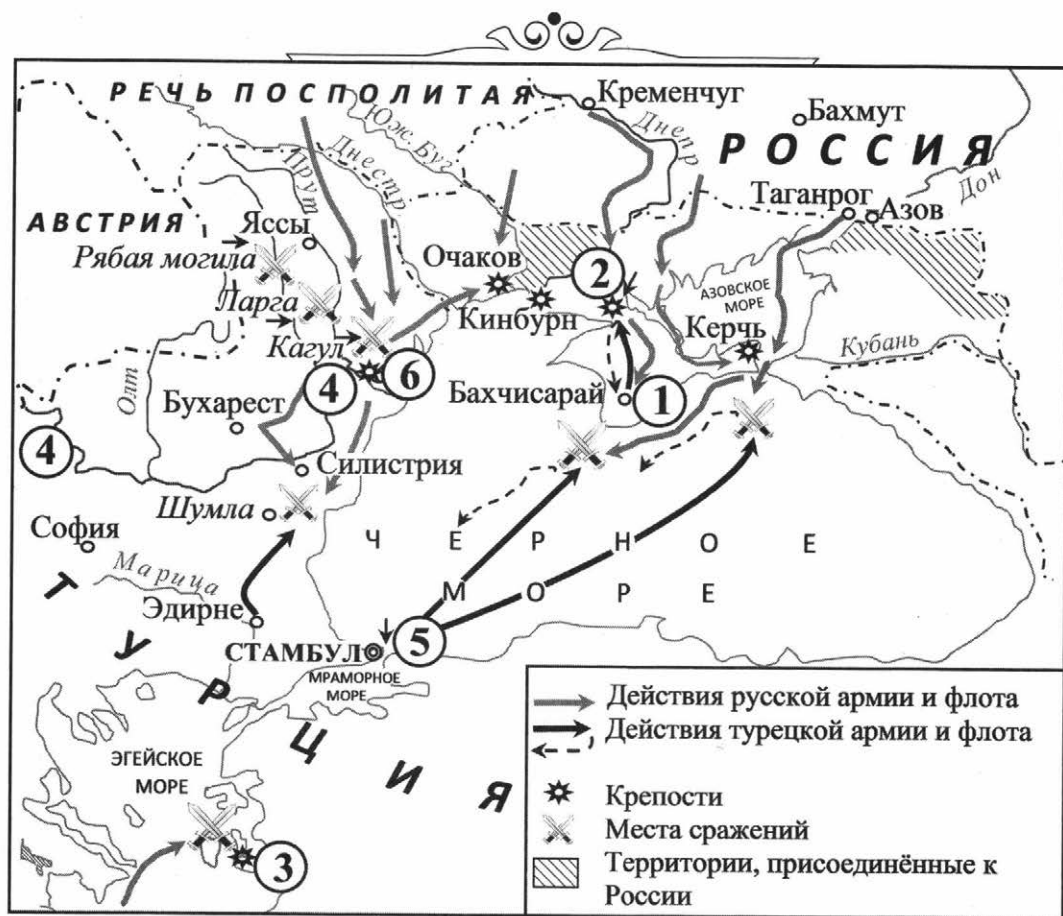 РЕЧЬ ПОСПОЛИТАЯ
Кременчуг
Бахмут
Юж. Буг
Днепр
РОССИЯ
Прут
Днестр
Таганрог
Азов
Дон
АВСТРИЯ
Яссы
Рябая могила
Очаков
2
АЗОВСКОЕ
МОРЕ
Ларга
Кинбурн
Керчь
Кагул
Кубань
Олт
4
6
Бахчисарай
1
Бухарест
4
Силистрия
Шумла
София
ЧЕРНОЕ
МОРЕ
Марица
Эдирне
СТАМБУЛ
5
МРАМОРНОЕ
МОРЕ
ТУРЦИЯ
ЭГЕЙСКОЕ
МОРЕ
3
Действия русской армии и флота
Действия турецкой армии и флота
Крепости
Места сражений
Территории, присоединённые к
России